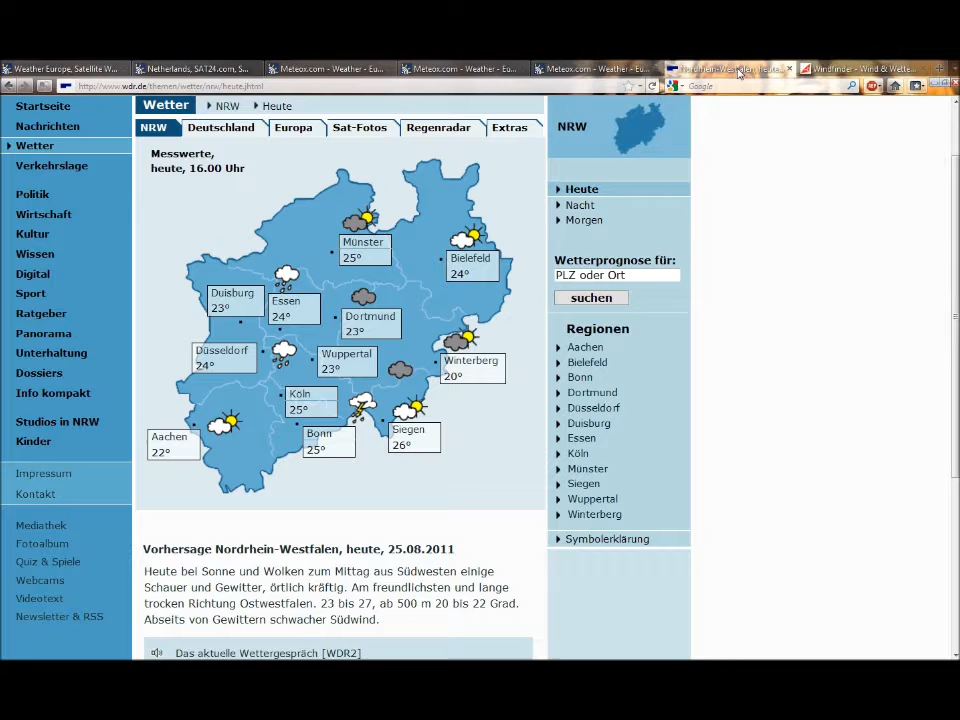 Weather Europe, Satellite W...
Netherlands, SAT24.com, S...
Meteox.com - Weather - Eu...
Meteox.com - Weather - Eu...
Meteox.com - Weather - Eu...
Nordrhein-Westfalen, heute,...
Windfinder - Wind & Wette...
http://www.wdr.de/themen/wetter/nrw/heute.jhtml
Google
Startseite
Nachrichten
Wetter
Verkehrslage
Politik
Wirtschaft
Kultur
Wissen
Digital
Sport
Ratgeber
Panorama
Unterhaltung
Dossiers
Info kompakt
Studios in NRW
Kinder
Impressum
Kontakt
Mediathek
Fotoalbum
Quiz & Spiele
Webcams
Videotext
Newsletter & RSS
Wetter NRW Heute
NRW Deutschland Europa Sat-Fotos Regenradar Extras
Messwerte,
heute, 16.00 Uhr
Münster
25°
Bielefeld
24°
Duisburg
23°
Essen
24°
Dortmund
23°
Düsseldorf
24°
Wuppertal
23°
Winterberg
20°
Köln
25°
Aachen
22°
Bonn
25°
Siegen
26°
Vorhersage Nordrhein-Westfalen, heute, 25.08.2011
Heute bei Sonne und Wolken zum Mittag aus Südwesten einige
Schauer und Gewitter, örtlich kräftig. Am freundlichsten und lange
trocken Richtung Ostwestfalen. 23 bis 27, ab 500 m 20 bis 22 Grad.
Abseits von Gewittern schwacher Südwind.
Das aktuelle Wettergespräch [WDR2]
NRW
Heute
Nacht
Morgen
Wetterprognose für:
PLZ oder Ort
suchen
Regionen
Aachen
Bielefeld
Bonn
Dortmund
Düsseldorf
Duisburg
Essen
Köln
Münster
Siegen
Wuppertal
Winterberg
Symbolerklärung